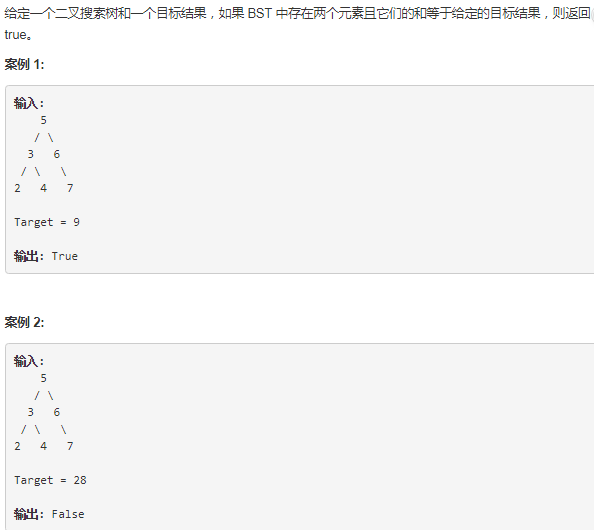 给定一个二叉搜索树和一个目标结果，如果 BST 中存在两个元素且它们的和等于给定的目标结果，则返回
true。
案例 1:
输入:
    5
   / \
  3   6
 / \   \
2   4   7
Target = 9
输出: True
案例 2:
输入:
    5
   / \
  3   6
 / \   \
2   4   7
Target = 28
输出: False